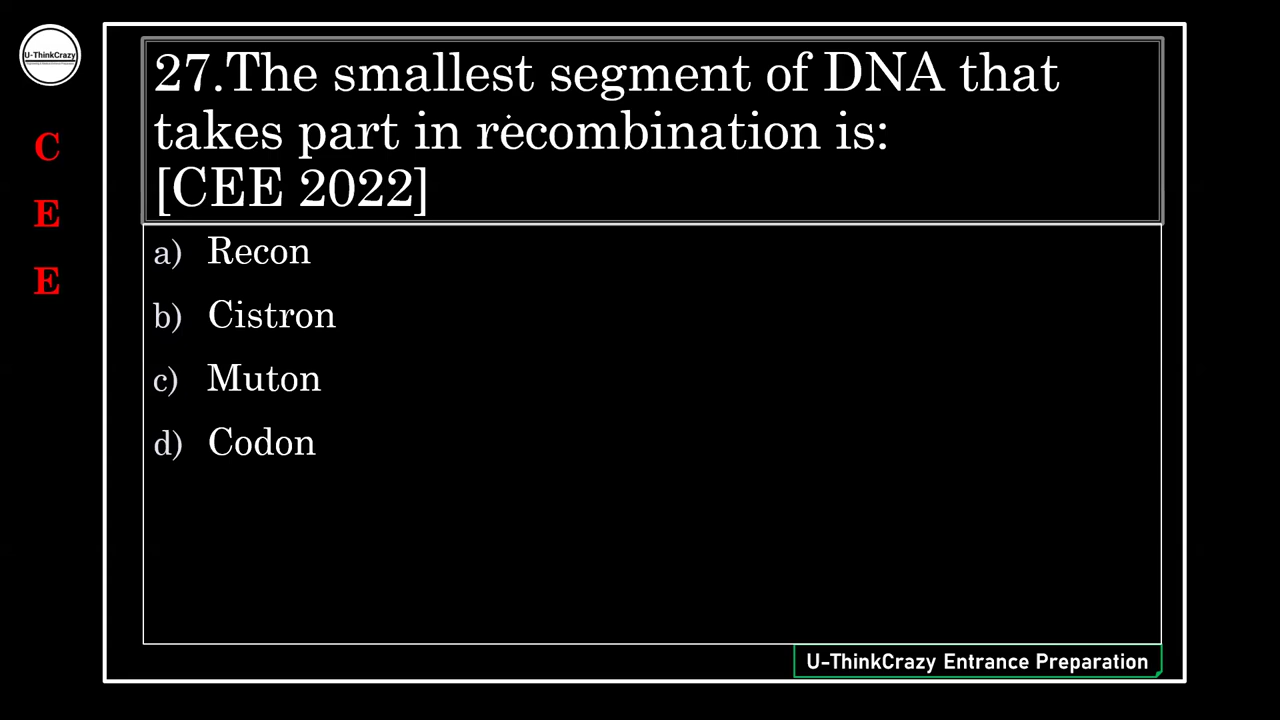 U-ThinkCrazy
C
E
E
27.The smallest segment of DNA that
takes part in recombination is:
[CEE 2022]
a) Recon
b) Cistron
c) Muton
d) Codon
U-ThinkCrazy Entrance Preparation